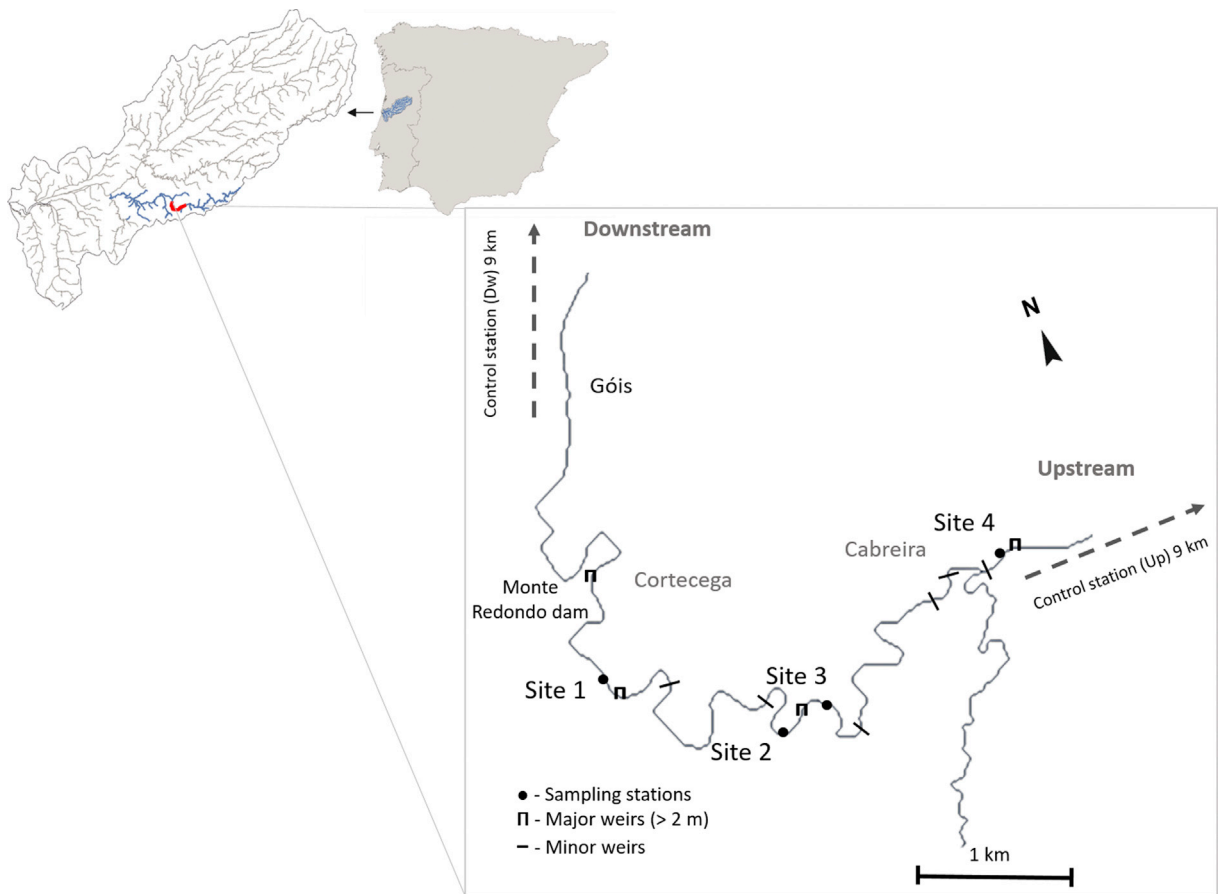 Downstream
Control station (Dw) 9 km
N
Góis
Upstream
Site 4
Cabreira
Control station (Up) 9 km
Cortecega
Monte
Redondo dam
Site 3
Site 1
Site 2
● - Sampling stations
⊓ - Major weirs (> 2 m)
− - Minor weirs
1 km